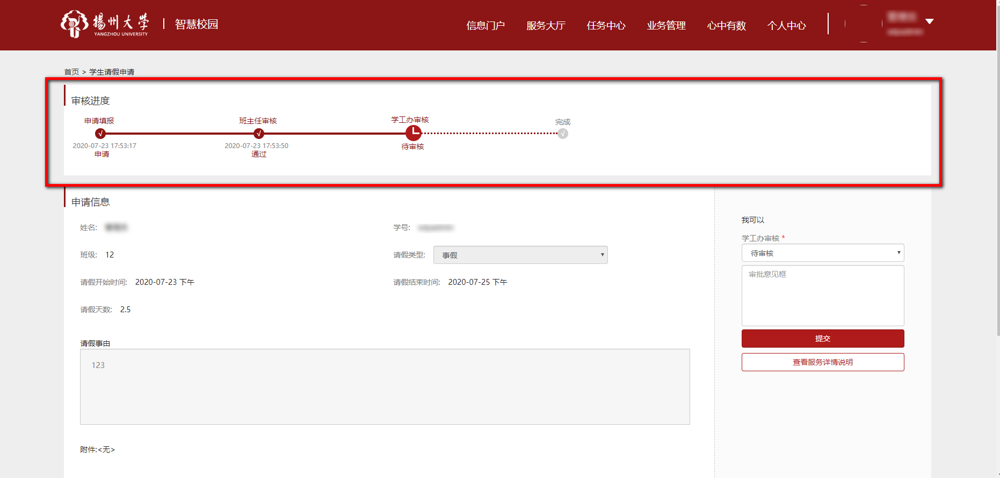 揚州大学 YANGZHOU UNIVERSITY | 智慧校园
信息门户 服务大厅 任务中心 业务管理 心中有数 个人中心
首页 > 学生请假申请
审核进度
申请填报 班主任审核 学工办审核 完成
√ √ √
2020-07-23 17:53:17 2020-07-23 17:53:50 待审核
申请 通过
申请信息
姓名: 学号:
班级: 12 请假类型: 事假
请假开始时间: 2020-07-23 下午 请假结束时间: 2020-07-25 下午
请假天数: 2.5
请假事由
123
附件:<无>
我可以
学工办审核 *
待审核
审批意见框
提交
查看服务详情说明